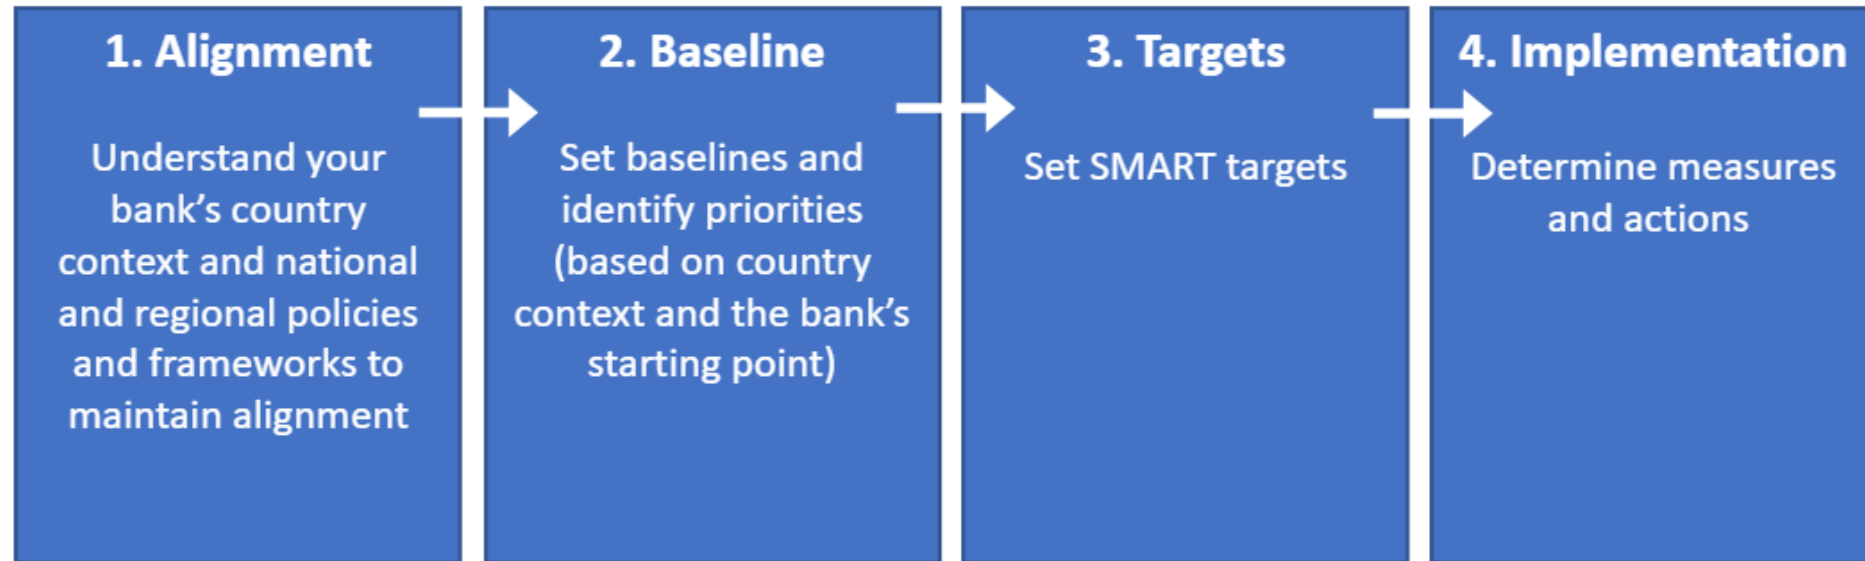 1. Alignment
Understand your
bank’s country
context and national
and regional policies
and frameworks to
maintain alignment
2. Baseline
Set baselines and
identify priorities
(based on country
context and the bank’s
starting point)
3. Targets
Set SMART targets
4. Implementation
Determine measures
and actions